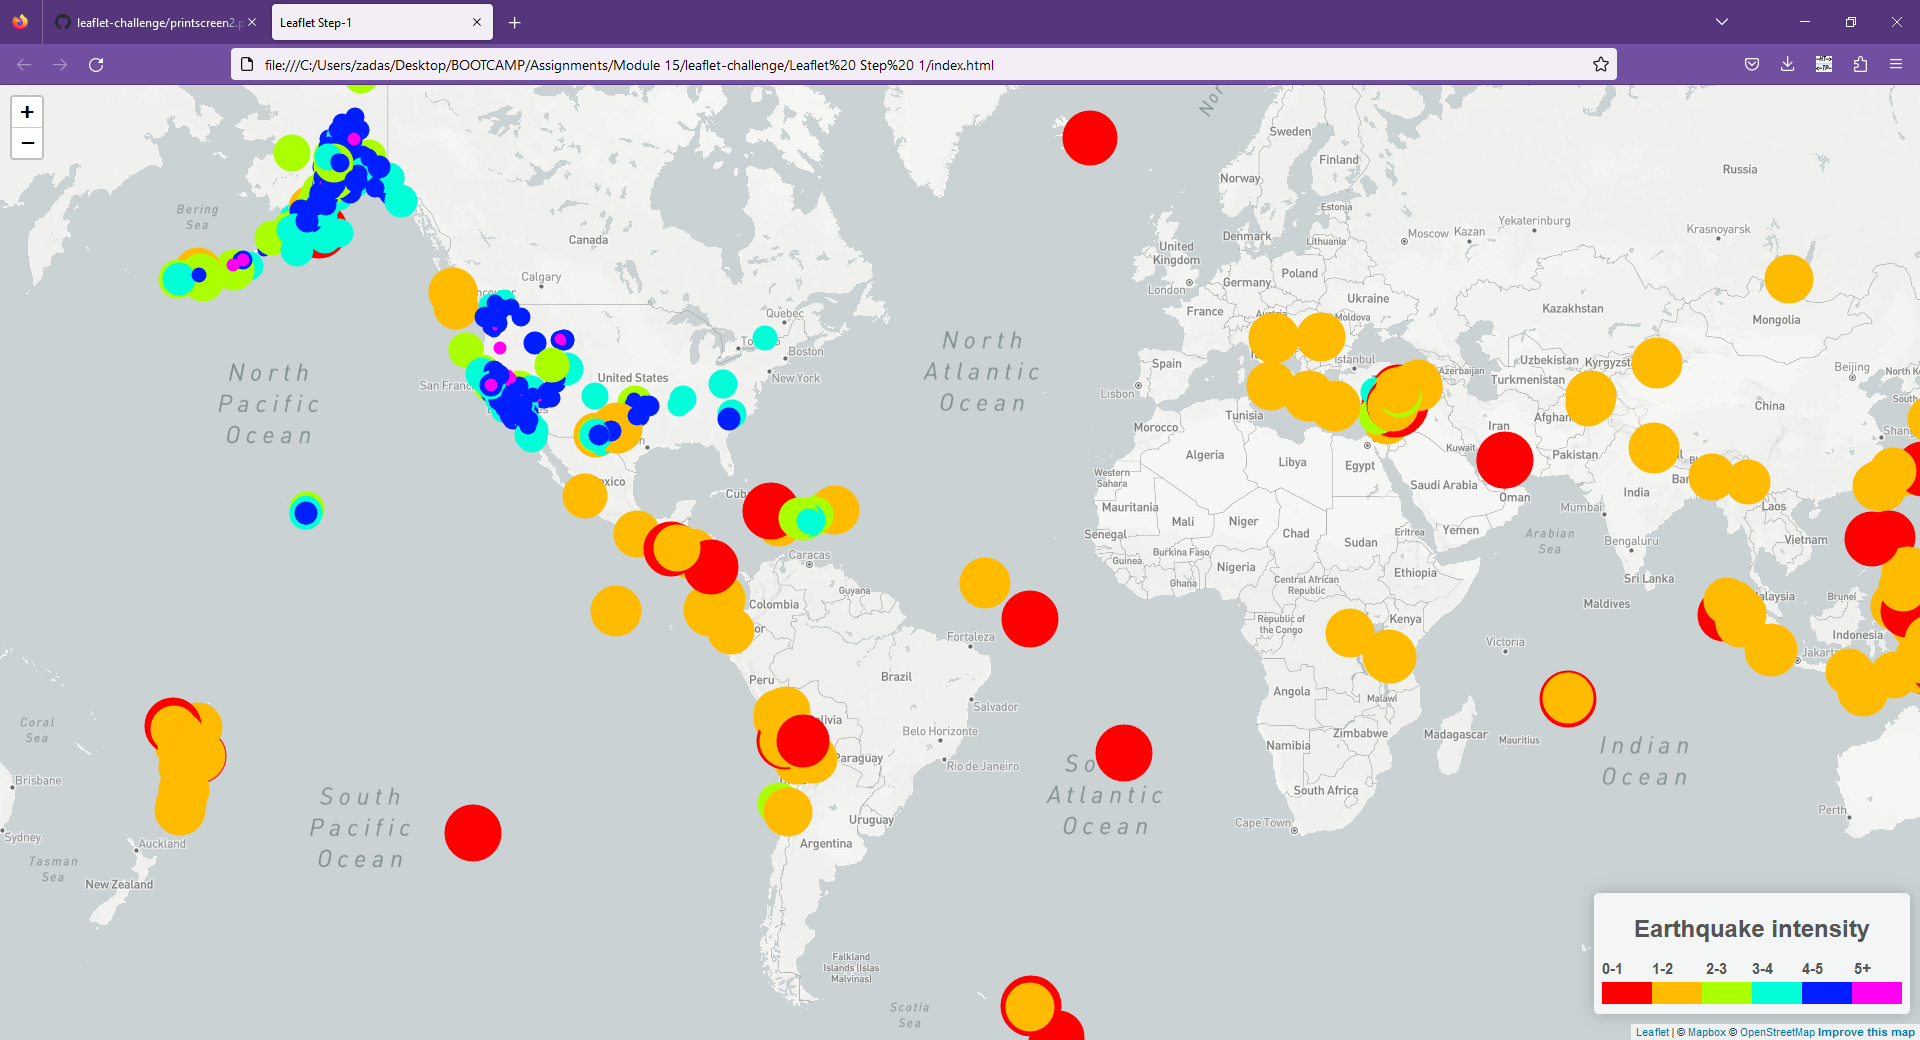 leaflet-challenge/printscreen2.p
Leaflet Step-1
file:///C:/Users/zadas/Desktop/BOOTCAMP/Assignments/Module 15/leaflet-challenge/Leaflet%20 Step%20 1/index.html
+
−
Nor
Sweden
Finland
Norway
Russia
Bering
Sea
Estonia
Yekaterinburg
Krasnoyarsk
Moscow
Kazan
Denmark
Lithuania
Canada
United
Kingdom
Calgary
London
Germany
Poland
Ukraine
Kazakhstan
Mongolia
Quebec
France
Moldova
Boston
North
Atlantic
Ocean
Istanbul
Uzbekistan
Kyrgyzst
Beijing
Spain
North
Pacific
Ocean
San Franc
United States
New York
Lisbon
Azerbaijan
Turkmenistan
North K
South
China
Tunisia
Afghan
Morocco
Iran
Shang
Algeria
Libya
Egypt
Kuwait
Pakistan
Western
Sahara
Saudi Arabia
Oman
India
Ban
Mexico
Cuba
Mauritania
Mali
Niger
Chad
Sudan
Eritrea
Yemen
Mumbai
Laos
Senegal
Burkina Faso
Arabian
Sea
Bengaluru
Vietnam
Caracas
Guinea
Ghana
Nigeria
Central African
Republic
Ethiopia
Sri Lanka
Guyana
Colombia
Maldives
Malaysia
Brunei
Republic of
the Congo
Kenya
Fortaleza
Victoria
Indonesia
Jakarta
Peru
Brazil
Angola
Malawi
Salvador
Bolivia
Coral
Sea
Belo Horizonte
Zimbabwe
Madagascar
Mauritius
Namibia
Indian
Ocean
Paraguay
Rio de Janeiro
Brisbane
South
Pacific
Ocean
So
Atlantic
Ocean
South Africa
Perth
Uruguay
Cape Town
Sydney
Auckland
Argentina
Tasman
Sea
New Zealand
Falkland
Islands (Islas
Malvinas)
Scotia
Sea
Earthquake intensity
0-1 1-2 2-3 3-4 4-5 5+
Leaflet | © Mapbox © OpenStreetMap Improve this map